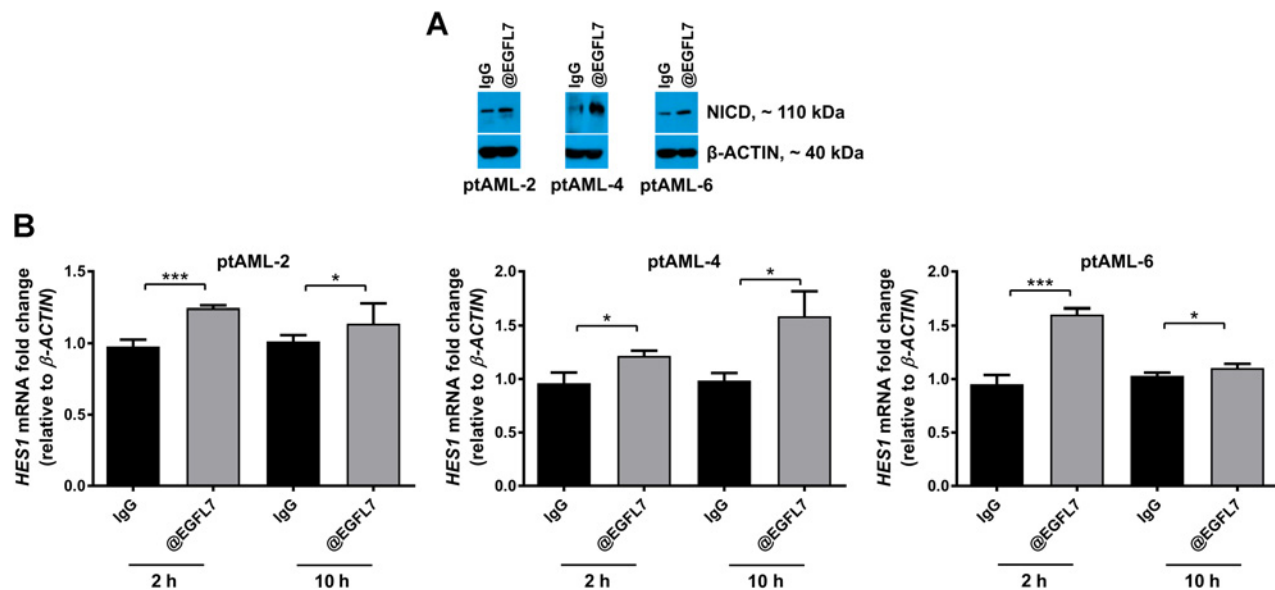 A
IgG @EGFL7 IgG @EGFL7 IgG @EGFL7
NICD, ~ 110 kDa
β-ACTIN, ~ 40 kDa
ptAML-2 ptAML-4 ptAML-6
B
ptAML-2
HES1 mRNA fold change
(relative to β-ACTIN)
1.5
1.0
0.5
0.0
***
*
IgG @EGFL7 IgG @EGFL7
2 h 10 h
ptAML-4
HES1 mRNA fold change
(relative to β-ACTIN)
2.0
1.5
1.0
0.5
0.0
*
*
IgG @EGFL7 IgG @EGFL7
2 h 10 h
ptAML-6
HES1 mRNA fold change
(relative to β-ACTIN)
2.0
1.5
1.0
0.5
0.0
***
*
IgG @EGFL7 IgG @EGFL7
2 h 10 h